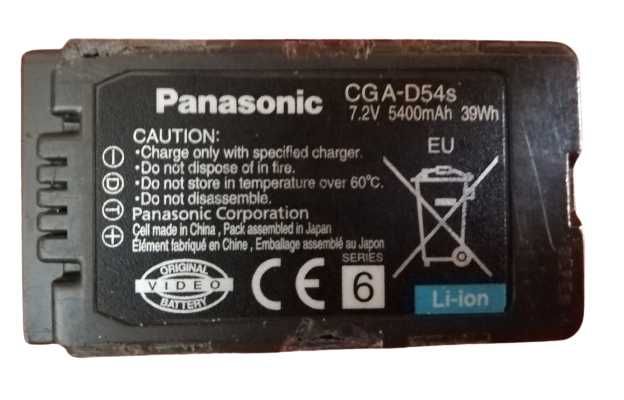 Panasonic CGA-D54s
7.2V 5400mAh 39Wh
CAUTION:
•Charge only with specified charger.
•Do not dispose of in fire.
•Do not store in temperature over 60°C.
•Do not disassemble.
Panasonic Corporation
Cell made in China , Pack assembled in Japan
Élément fabriqué en Chine , Emballage assemblé au Japon
EU
D
T
ORIGINAL
VIDEO
BATTERY
CE
SERIES
6
Li-ion